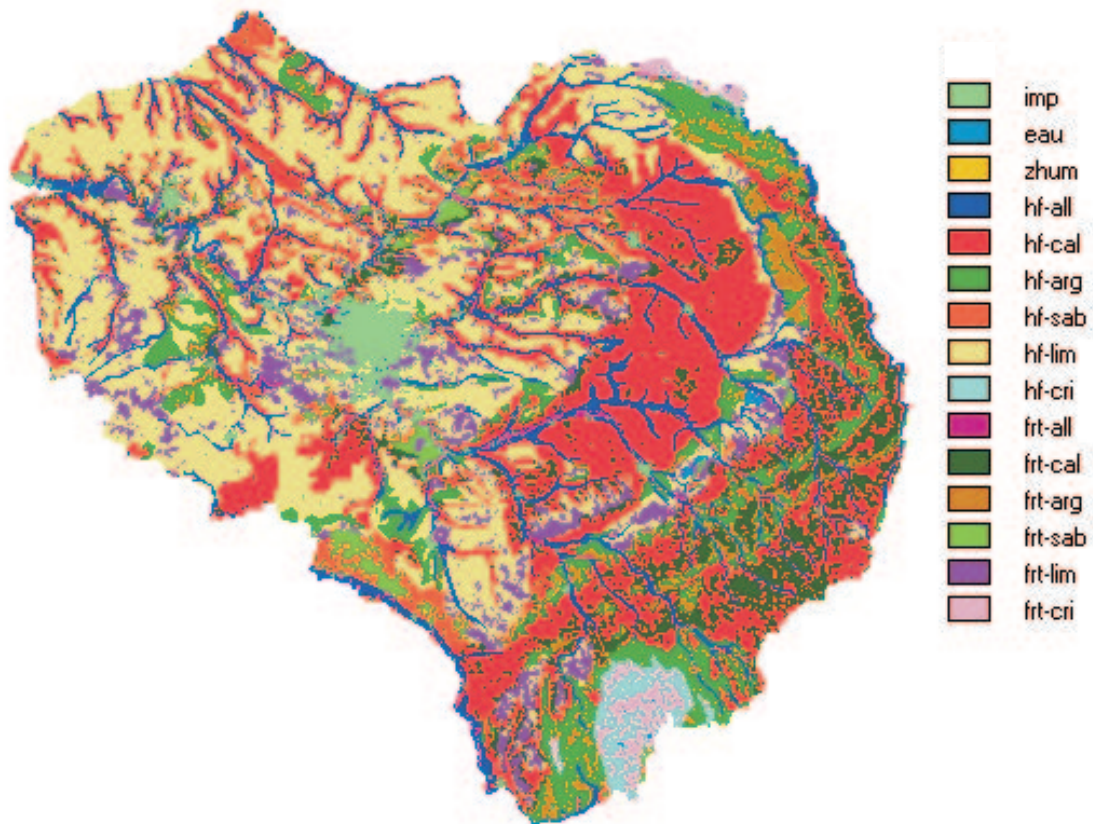 imp
eau
zhum
hf-all
hf-cal
hf-arg
hf-sab
hf-lim
hf-cri
frt-all
frt-cal
frt-arg
frt-sab
frt-lim
frt-cri